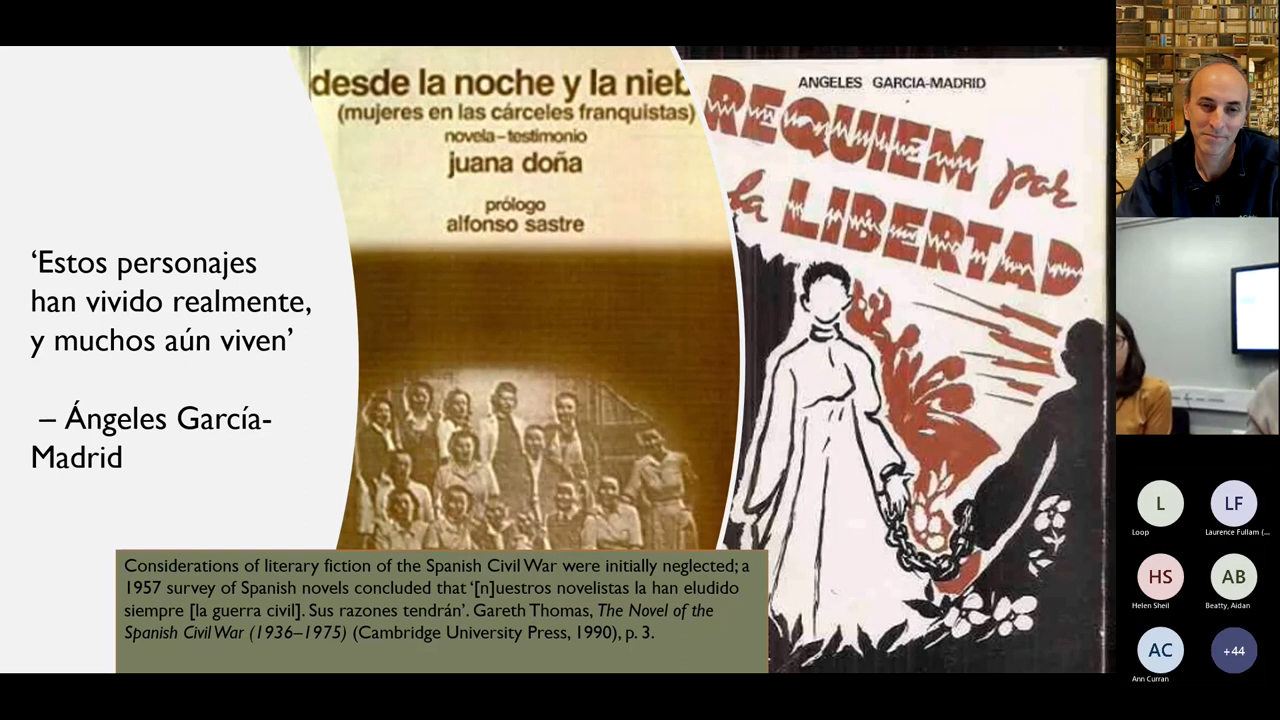 ‘Estos personajes
han vivido realmente,
y muchos aún viven’
– Ángeles García-
Madrid
desde la noche y la nieb
(mujeres en las cárceles franquistas)
novela-testimonio
juana doña
prólogo
alfonso sastre
ANGELES GARCIA-MADRID
REQUIEM por
la LIBERTAD
Considerations of literary fiction of the Spanish Civil War were initially neglected; a
1957 survey of Spanish novels concluded that ‘[n]uestros novelistas la han eludido
siempre [la guerra civil]. Sus razones tendrán’. Gareth Thomas, The Novel of the
Spanish Civil War (1936–1975) (Cambridge University Press, 1990), p. 3.
L
Loop
LF
Laurence Fullam (...
HS
Helen Sheil
AB
Beatty, Aidan
AC
Ann Curran
+44